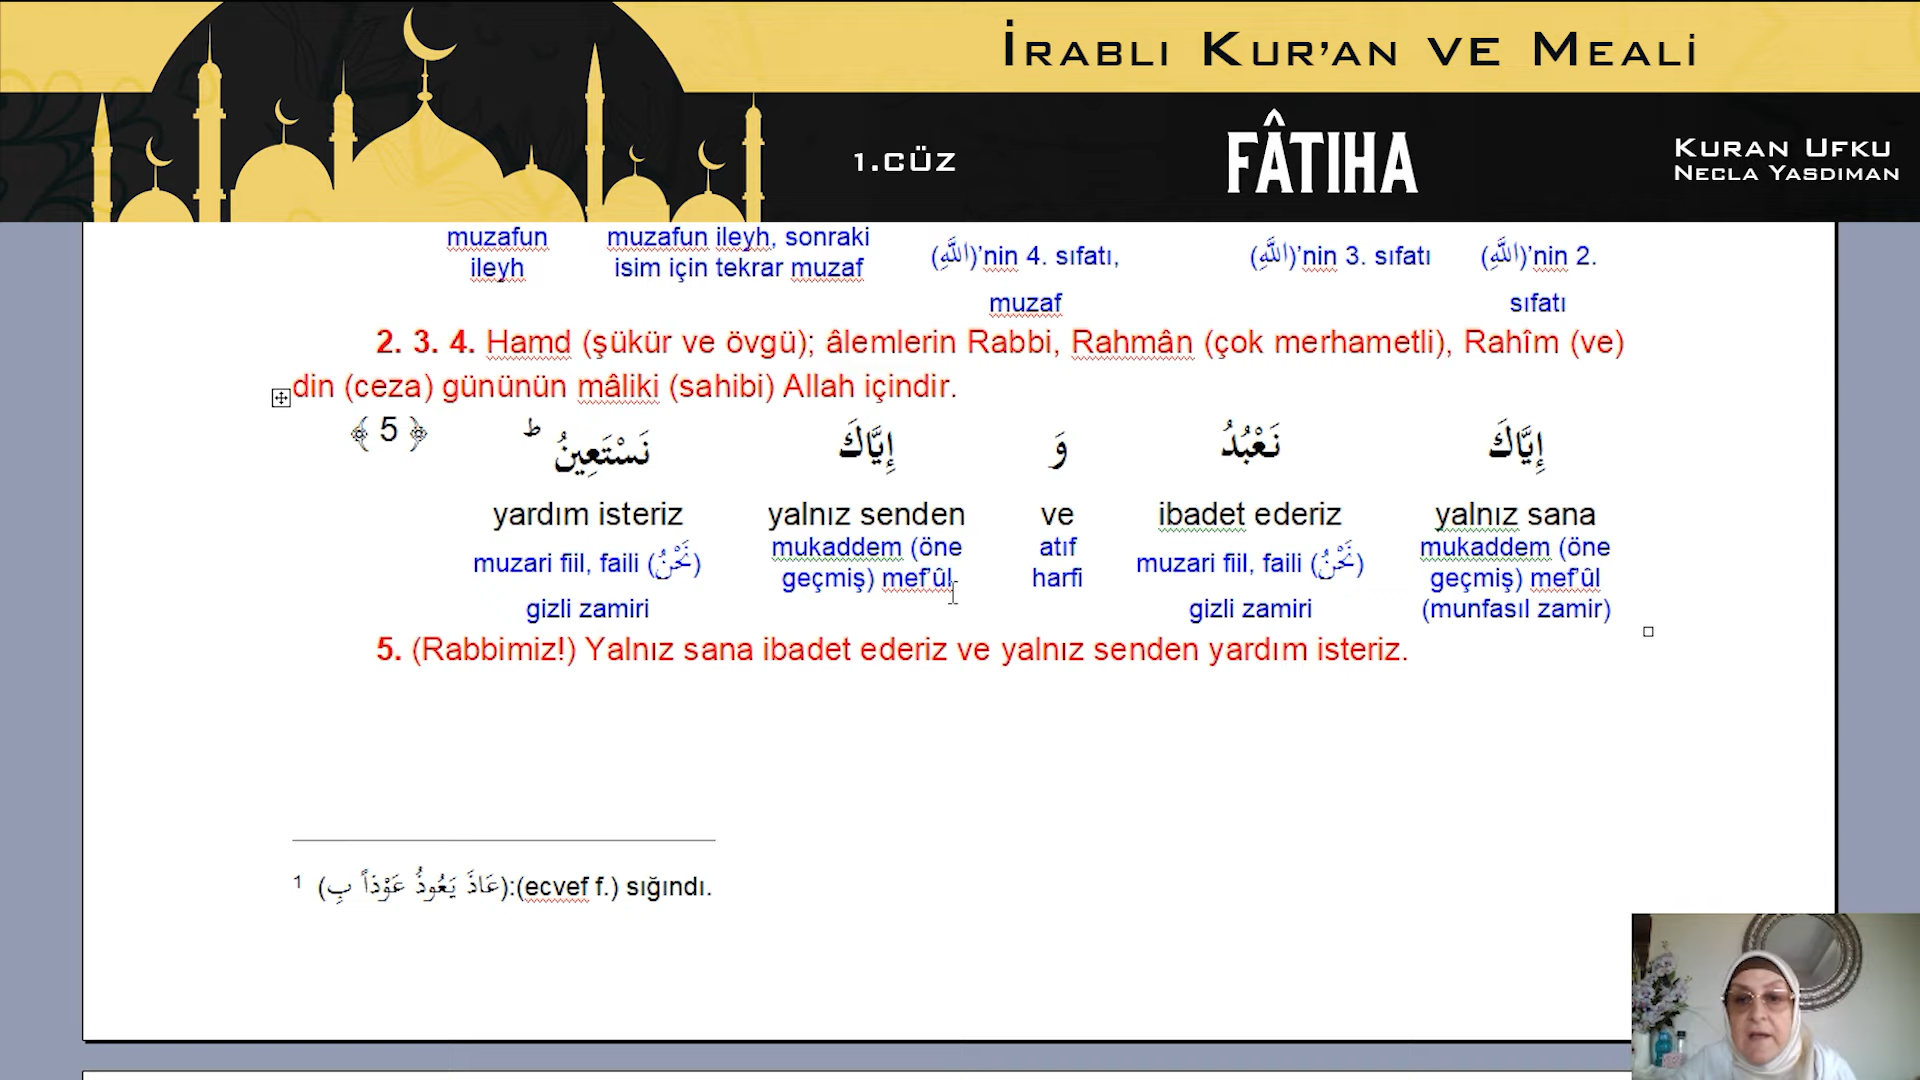 İRABLI KUR’AN VE MEALİ
1.CÜZ
FÂTIHA
KURAN UFKU
NECLA YASDIMAN
(اللَّهِ)’nin 2. sıfatı
(اللَّهِ)’nin 3. sıfatı
(اللَّهِ)’nin 4. sıfatı, muzaf
muzafun ileyh, sonraki isim için tekrar muzaf
muzafun ileyh
2. 3. 4. Hamd (şükür ve övgü); âlemlerin Rabbi, Rahmân (çok merhametli), Rahîm (ve)
din (ceza) gününün mâliki (sahibi) Allah içindir.
إِيَّاكَ نَعْبُدُ وَ إِيَّاكَ نَسْتَعِينُ ط ﴿5﴾
yalnız sana
mukaddem (öne
geçmiş) mef’ûl
(munfasıl zamir)
ibadet ederiz
muzari fiil, faili (نَحْنُ)
gizli zamiri
ve
atıf
harfi
yalnız senden
mukaddem (öne
geçmiş) mef’ûl
yardım isteriz
muzari fiil, faili (نَحْنُ)
gizli zamiri
5. (Rabbimiz!) Yalnız sana ibadet ederiz ve yalnız senden yardım isteriz.
1 (عَاذَ يَعُوذُ عَوْذاً بِ):(ecvef f.) sığındı.